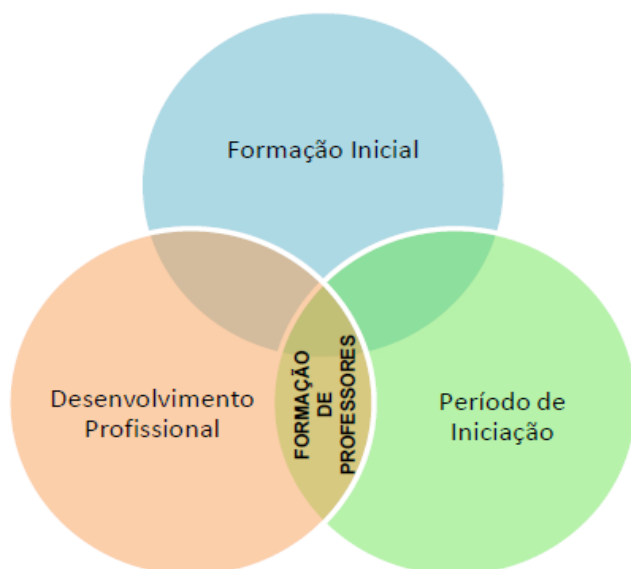 Formação Inicial
Desenvolvimento
Profissional
FORMAÇÃO
DE
PROFESSORES
Período de
Iniciação